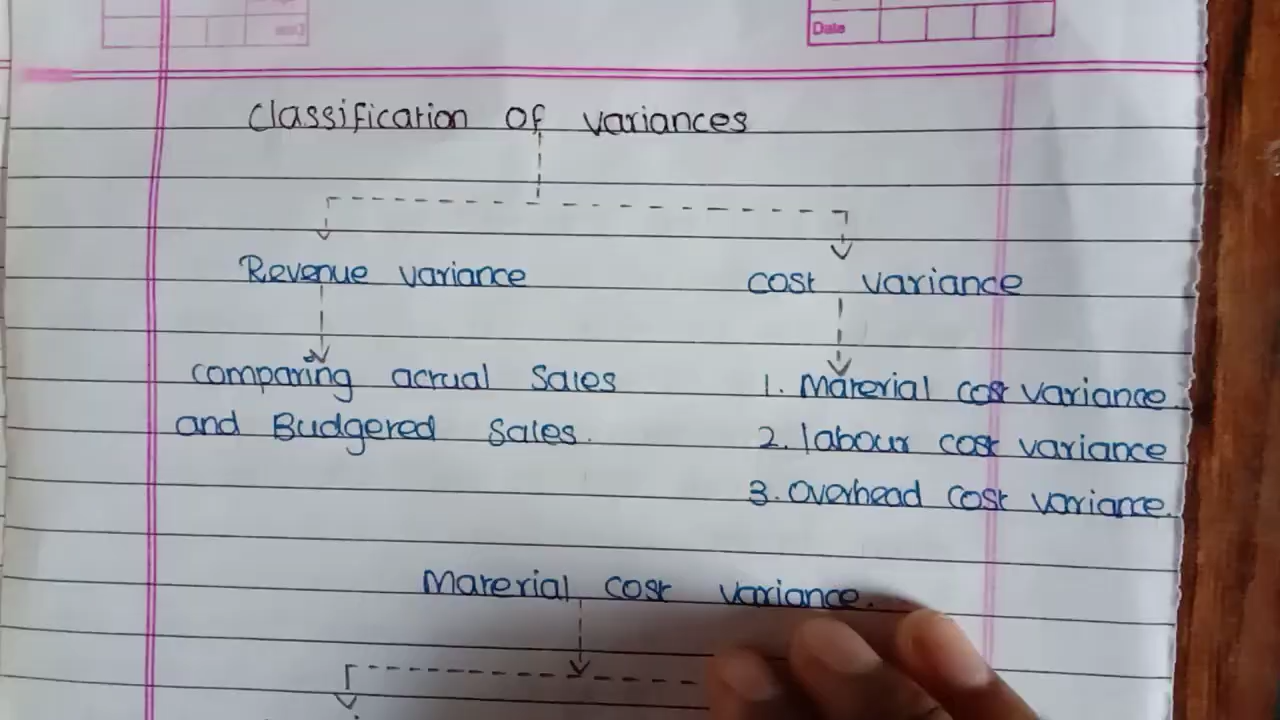 Date
Classification of variances
Revenue variance
cost variance
comparing actual Sales
and Budgered Sales.
1. Material cost variance.
2. labour cost variance
3. overhead cost variance.
Material cost variance.